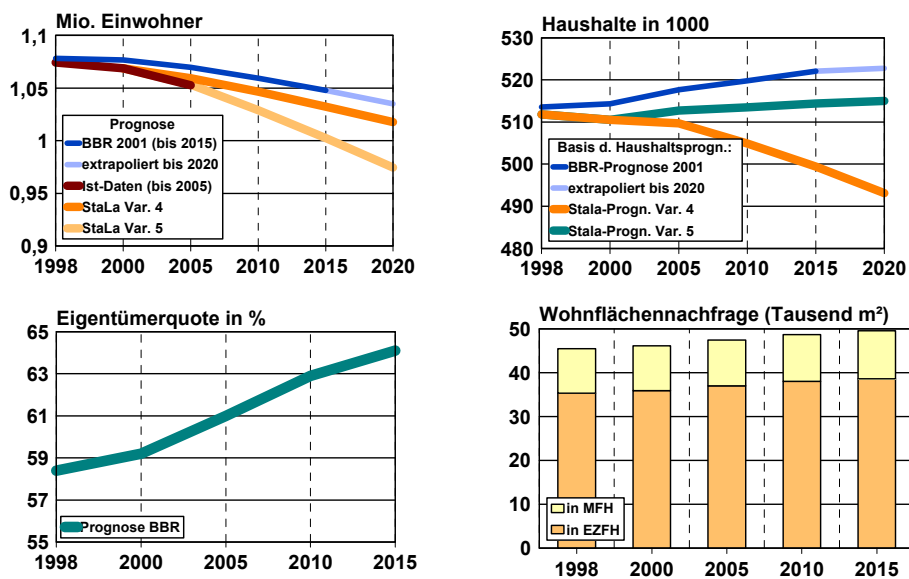 Mio. Einwohner
1,1
1,05
1
0,95
0,9
Prognose
BBR 2001 (bis 2015)
extrapoliert bis 2020
Ist-Daten (bis 2005)
StaLa Var. 4
StaLa Var. 5
1998 2000 2005 2010 2015 2020
Haushalte in 1000
530
520
510
500
490
480
Basis d. Haushaltsprogn.:
BBR-Prognose 2001
extrapoliert bis 2020
Stala-Progn. Var. 4
Stala-Progn. Var. 5
1998 2000 2005 2010 2015 2020
Eigentümerquote in %
65
63
61
59
57
55
Prognose BBR
1998 2000 2005 2010 2015
Wohnflächennachfrage (Tausend m²)
50
40
30
20
10
0
in MFH
in EZFH
1998 2000 2005 2010 2015